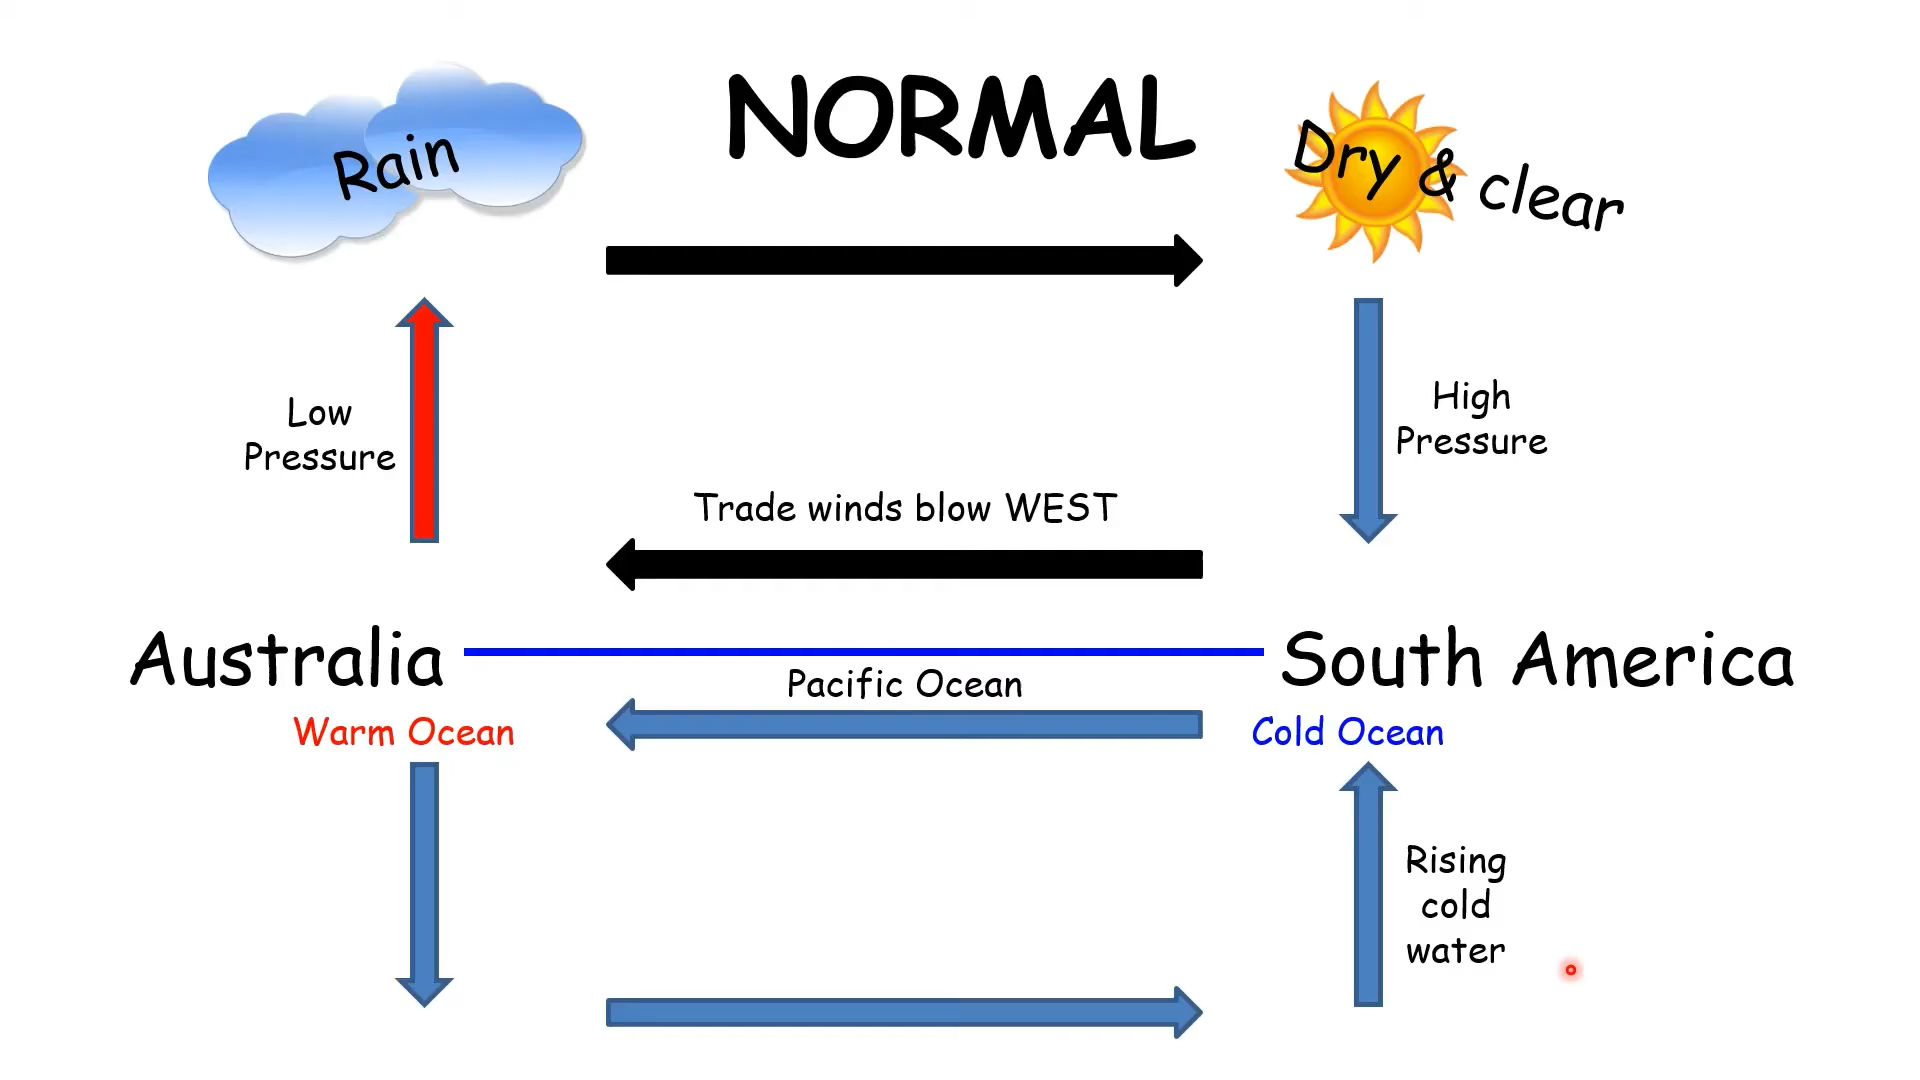 NORMAL
Rain
Dry & clear
Low
Pressure
High
Pressure
Trade winds blow WEST
Australia
South America
Pacific Ocean
Warm Ocean
Cold Ocean
Rising
cold
water